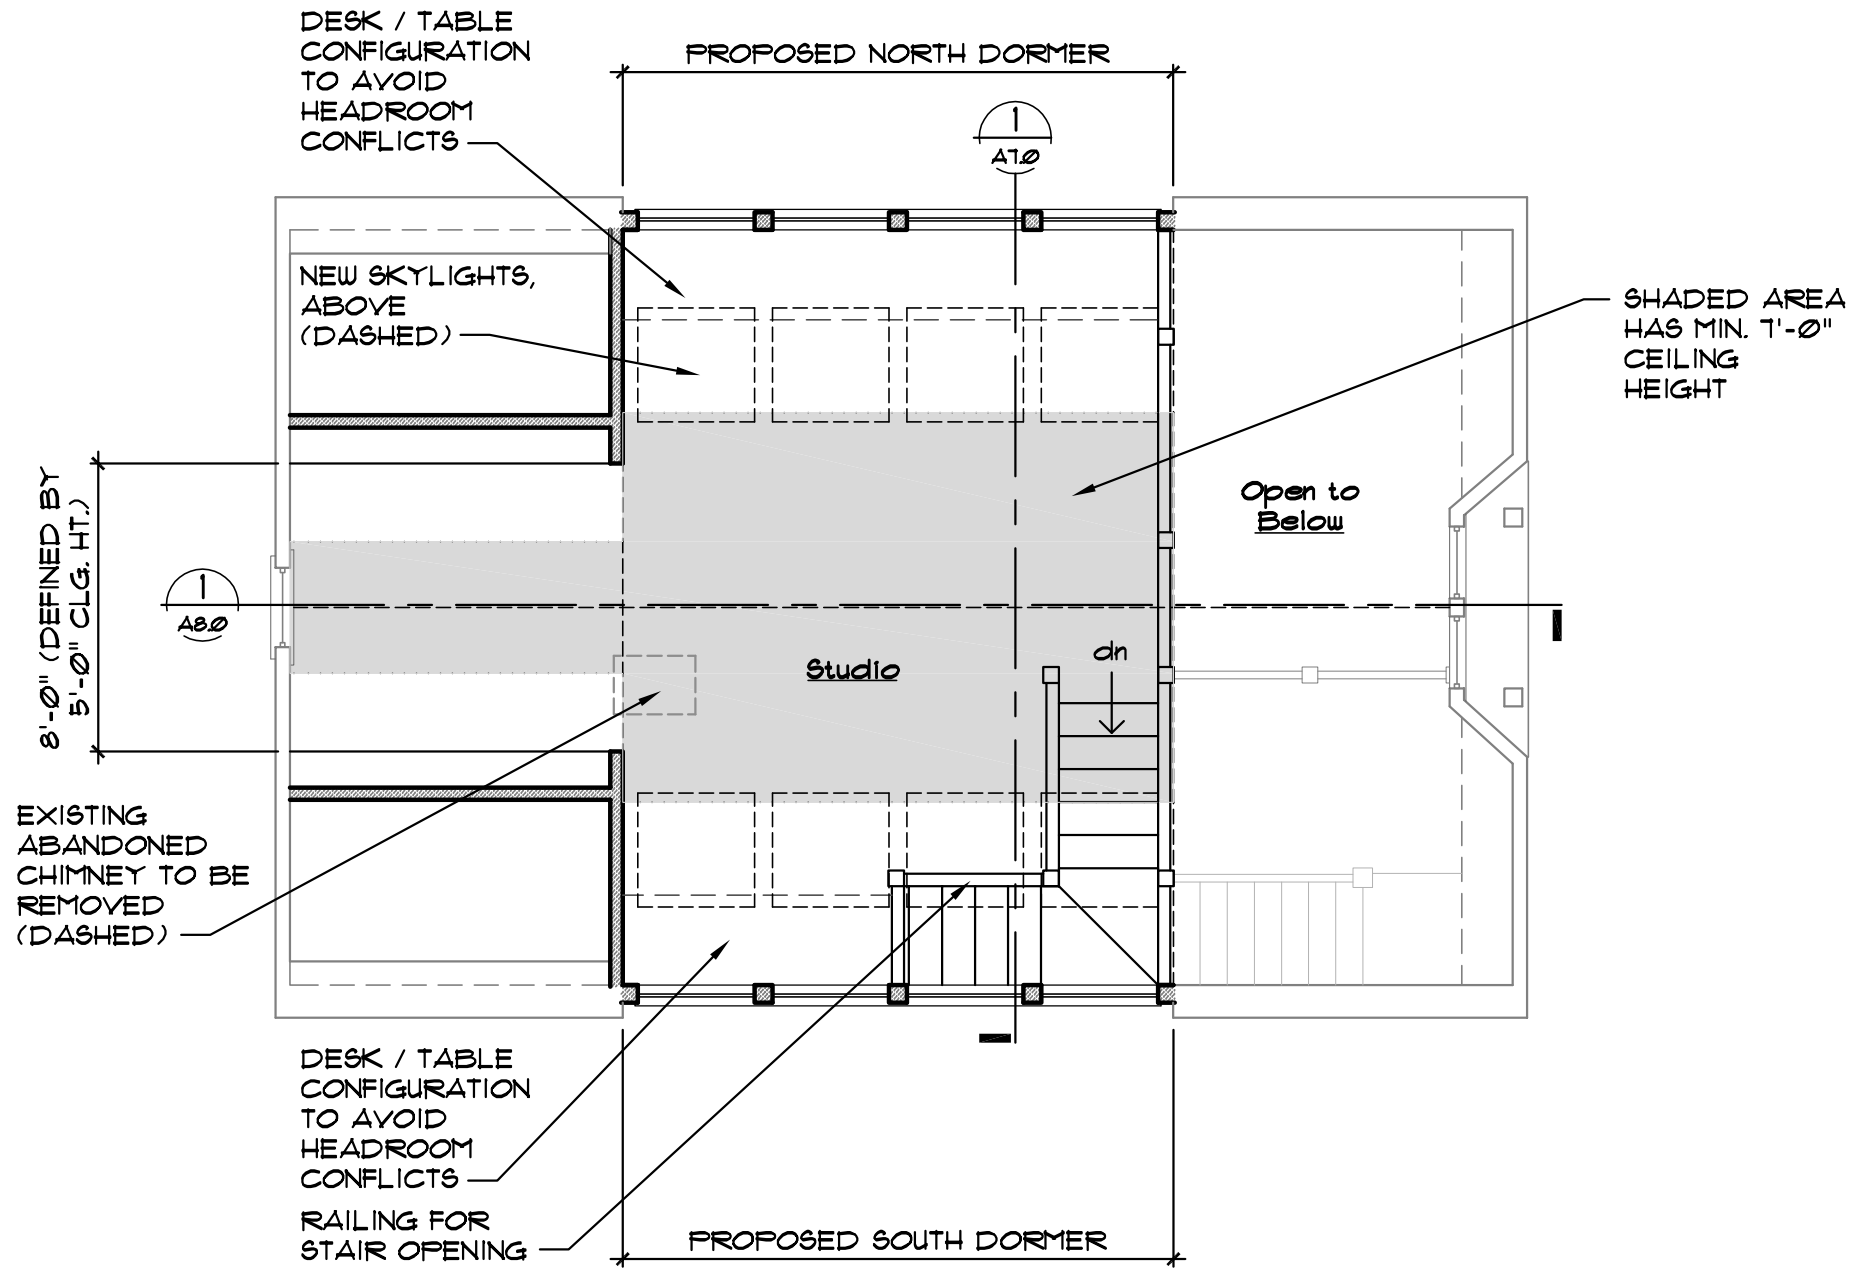 DESK / TABLE
CONFIGURATION
TO AVOID
HEADROOM
CONFLICTS
PROPOSED NORTH DORMER
1
A7.0
NEW SKYLIGHTS,
ABOVE
(DASHED)
SHADED AREA
HAS MIN. 7'-0"
CEILING
HEIGHT
8'-0" (DEFINED BY
5'-0" CLG. HT.)
Open to
Below
1
A8.0
Studio
dn
EXISTING
ABANDONED
CHIMNEY TO BE
REMOVED
(DASHED)
DESK / TABLE
CONFIGURATION
TO AVOID
HEADROOM
CONFLICTS
RAILING FOR
STAIR OPENING
PROPOSED SOUTH DORMER